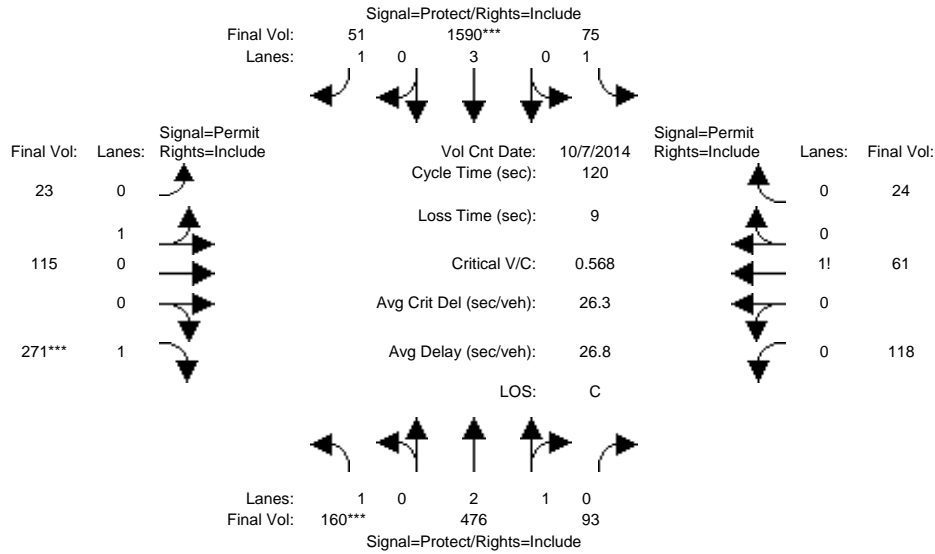 Signal=Protect/Rights=Include
Final Vol: 51 1590*** 75
Lanes: 1 0 3 0 1
Signal=Permit Signal=Permit
Final Vol: Lanes: Rights=Include Vol Cnt Date: 10/7/2014 Rights=Include Lanes: Final Vol:
Cycle Time (sec): 120
23 0 0 24
Loss Time (sec): 9
1 0
115 0 Critical V/C: 0.568 1! 61
0 Avg Crit Del (sec/veh): 26.3 0
271*** 1 Avg Delay (sec/veh): 26.8 0 118
LOS: C
Lanes: 1 0 2 1 0
Final Vol: 160*** 476 93
Signal=Protect/Rights=Include